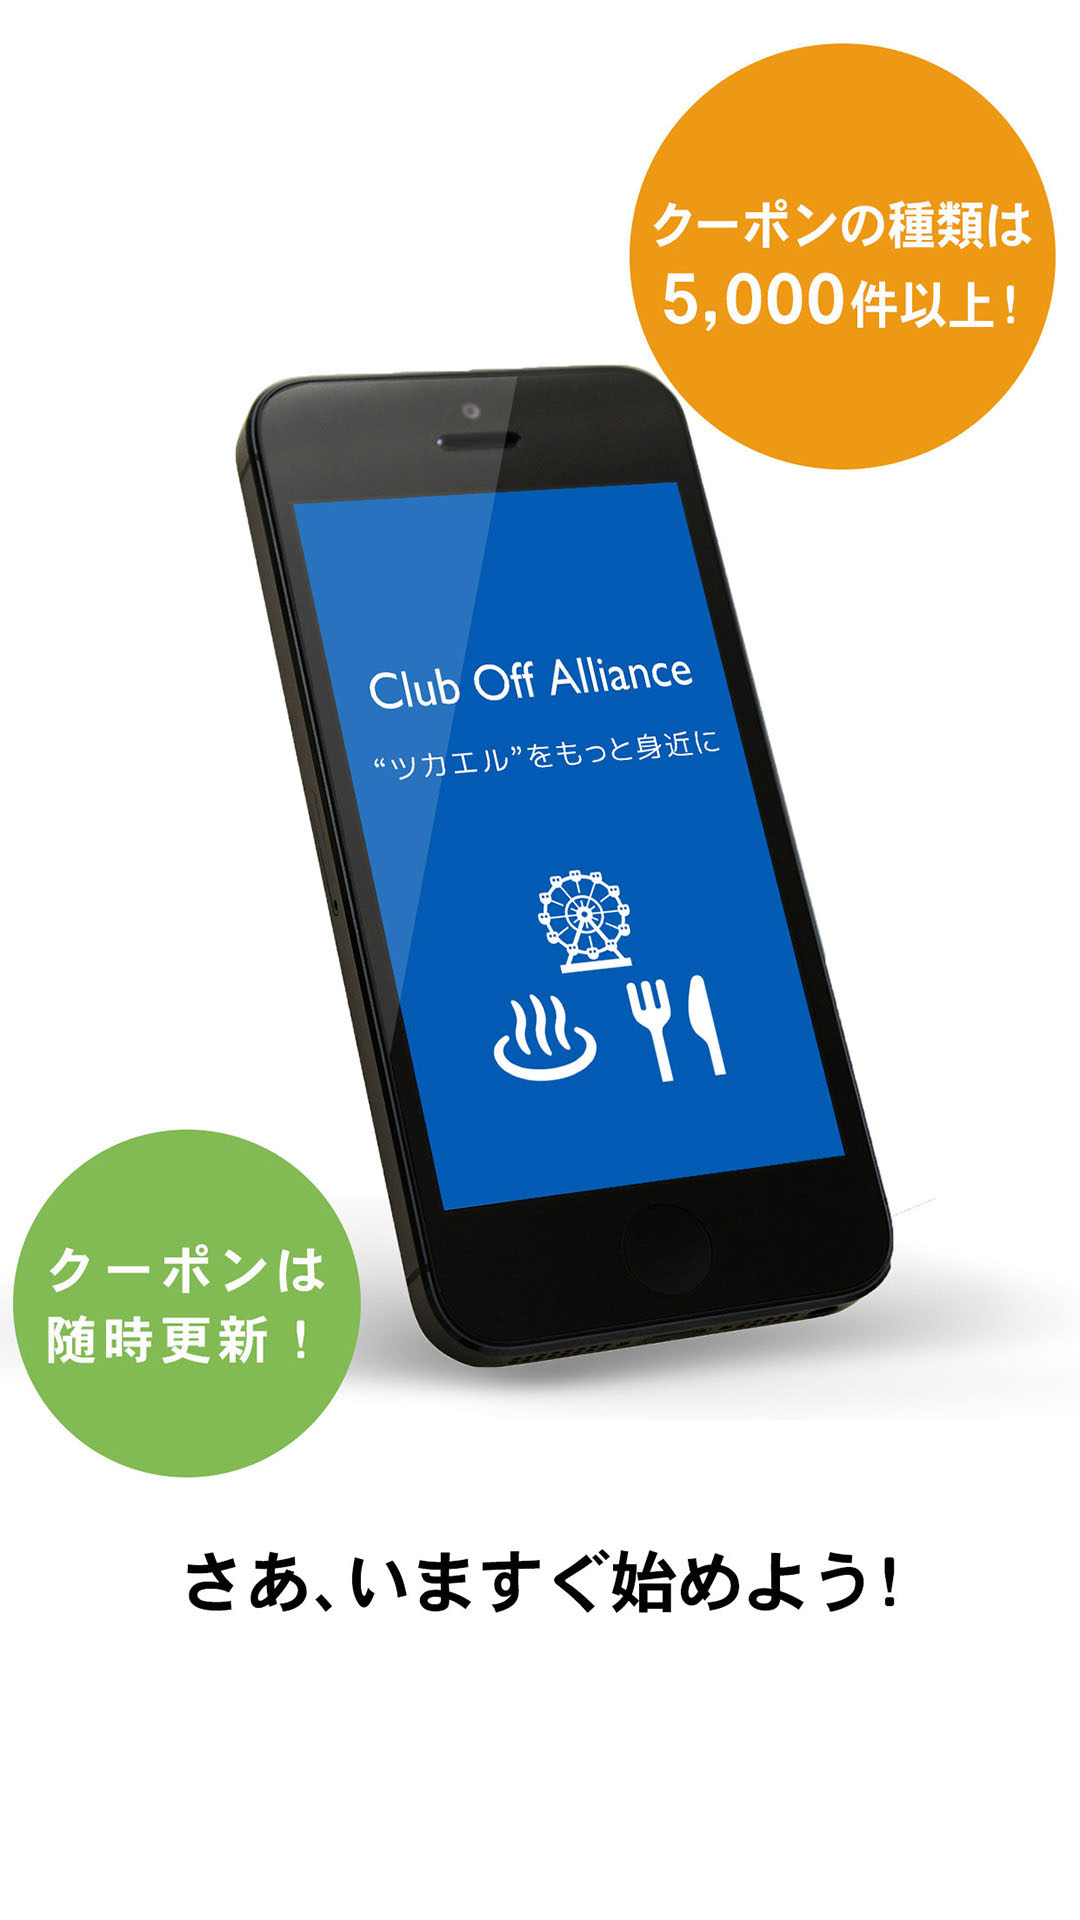 クーポンの種類は
5,000件以上！
Club Off Alliance
“ツカエル”をもっと身近に
クーポンは
随時更新！
さあ、いますぐ始めよう！